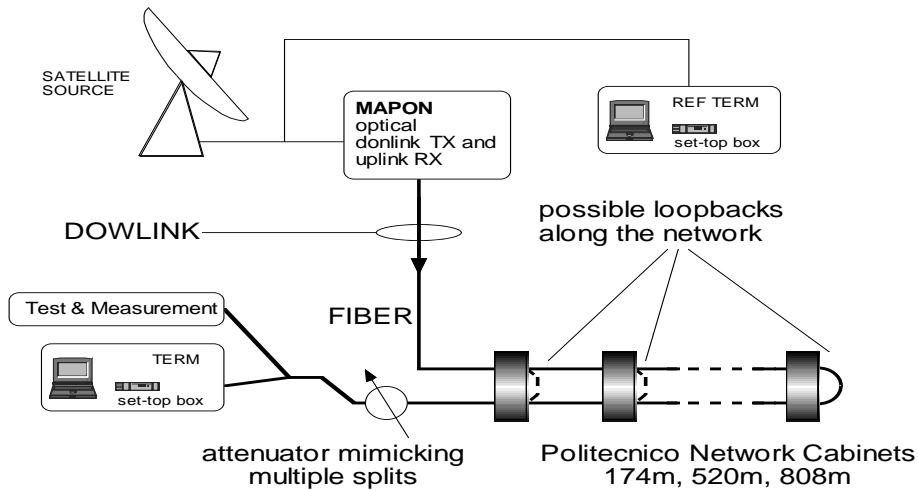 SATELLITE
SOURCE
MAPON
optical
donlink TX and
uplink RX
REF TERM
set-top box
possible loopbacks
along the network
DOWLINK
FIBER
Test & Measurement
TERM
set-top box
attenuator mimicking
multiple splits
Politecnico Network Cabinets
174m, 520m, 808m